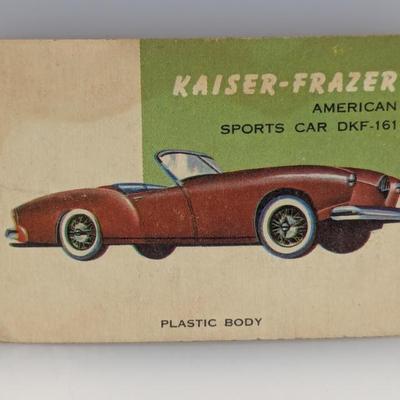 KAISER-FRAZER
AMERICAN
SPORTS CAR DKF-161
PLASTIC BODY